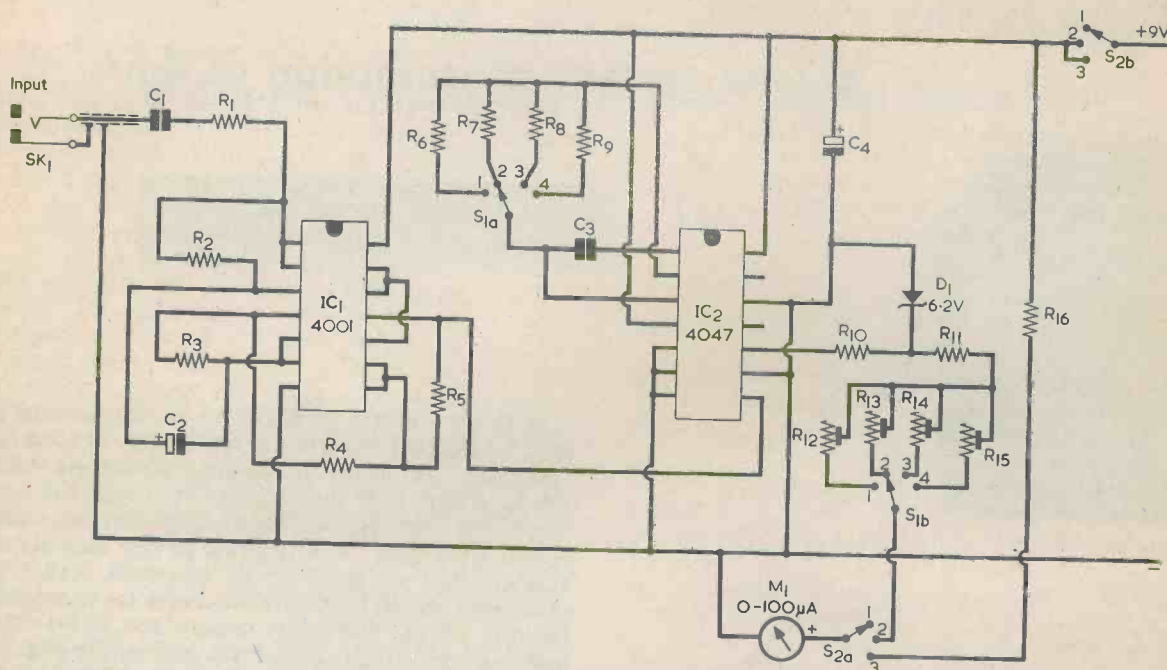 Input
SK1
C1
R1
R2
R3
C2
R4
R5
IC1
4001
R6
R7
R8
R9
1
2
3
4
S1a
C3
IC2
4047
C4
D1
6·2V
R10
R11
R12
R13
R14
R15
1
2
3
4
S1b
R16
1
2
3
S2b
+9V
M1
0-100µA
+
S2a
1
2
3
−
+
+